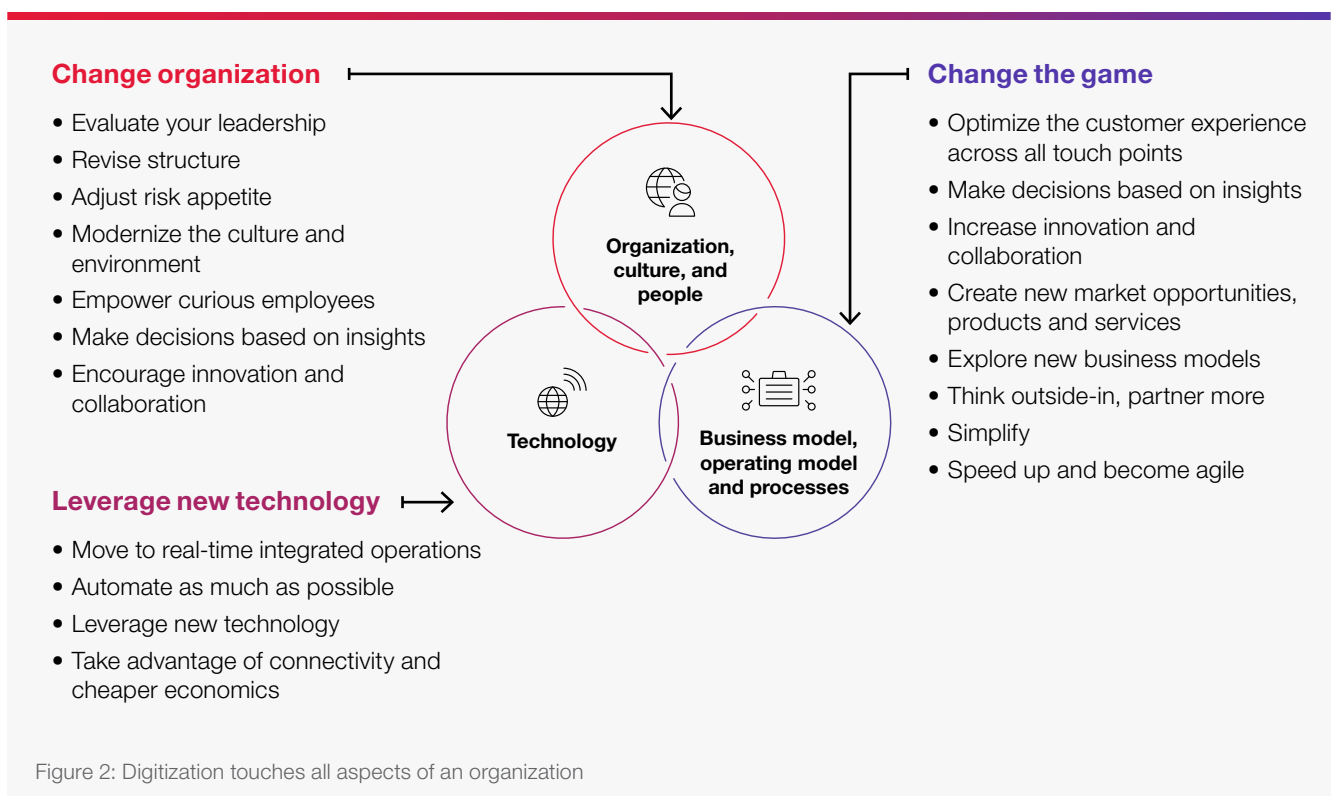 Change organization
• Evaluate your leadership
• Revise structure
• Adjust risk appetite
• Modernize the culture and
environment
• Empower curious employees
• Make decisions based on insights
• Encourage innovation and
collaboration
Organization,
culture, and
people
Technology
Business model,
operating model
and processes
Change the game
• Optimize the customer experience
across all touch points
• Make decisions based on insights
• Increase innovation and
collaboration
• Create new market opportunities,
products and services
• Explore new business models
• Think outside-in, partner more
• Simplify
• Speed up and become agile
Leverage new technology
• Move to real-time integrated operations
• Automate as much as possible
• Leverage new technology
• Take advantage of connectivity and
cheaper economics
Figure 2: Digitization touches all aspects of an organization